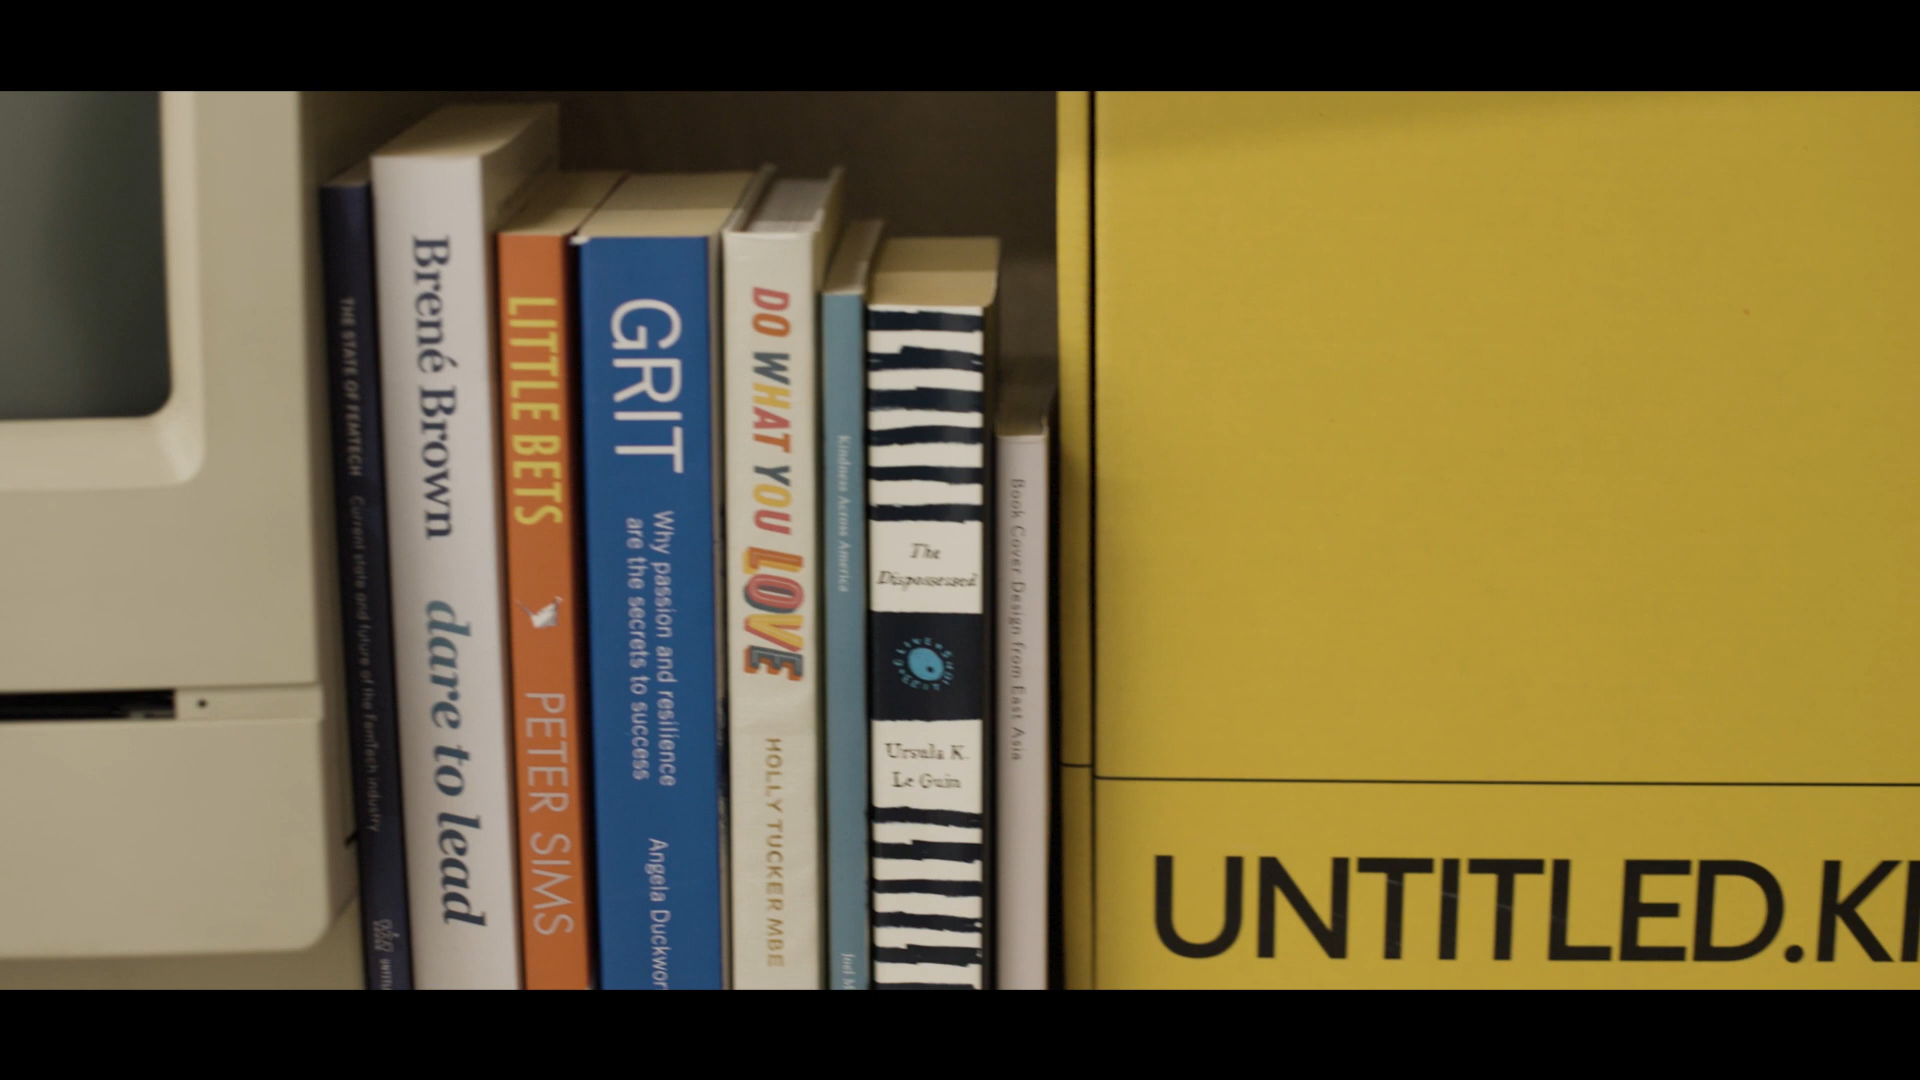 THE STATE OF FEMTECH
Current state and future of the FemTech industry
Brené Brown
dare to lead
LITTLE BETS
PETER SIMS
GRIT
Why passion and resilience
are the secrets to success
Angela Duckwor
DO WHAT YOU LOVE
HOLLY TUCKER MBE
Kindness Across America
Joel M
The
Dispossessed
Ursula K.
Le Guin
Book Cover Design from East Asia
UNTITLED.KI